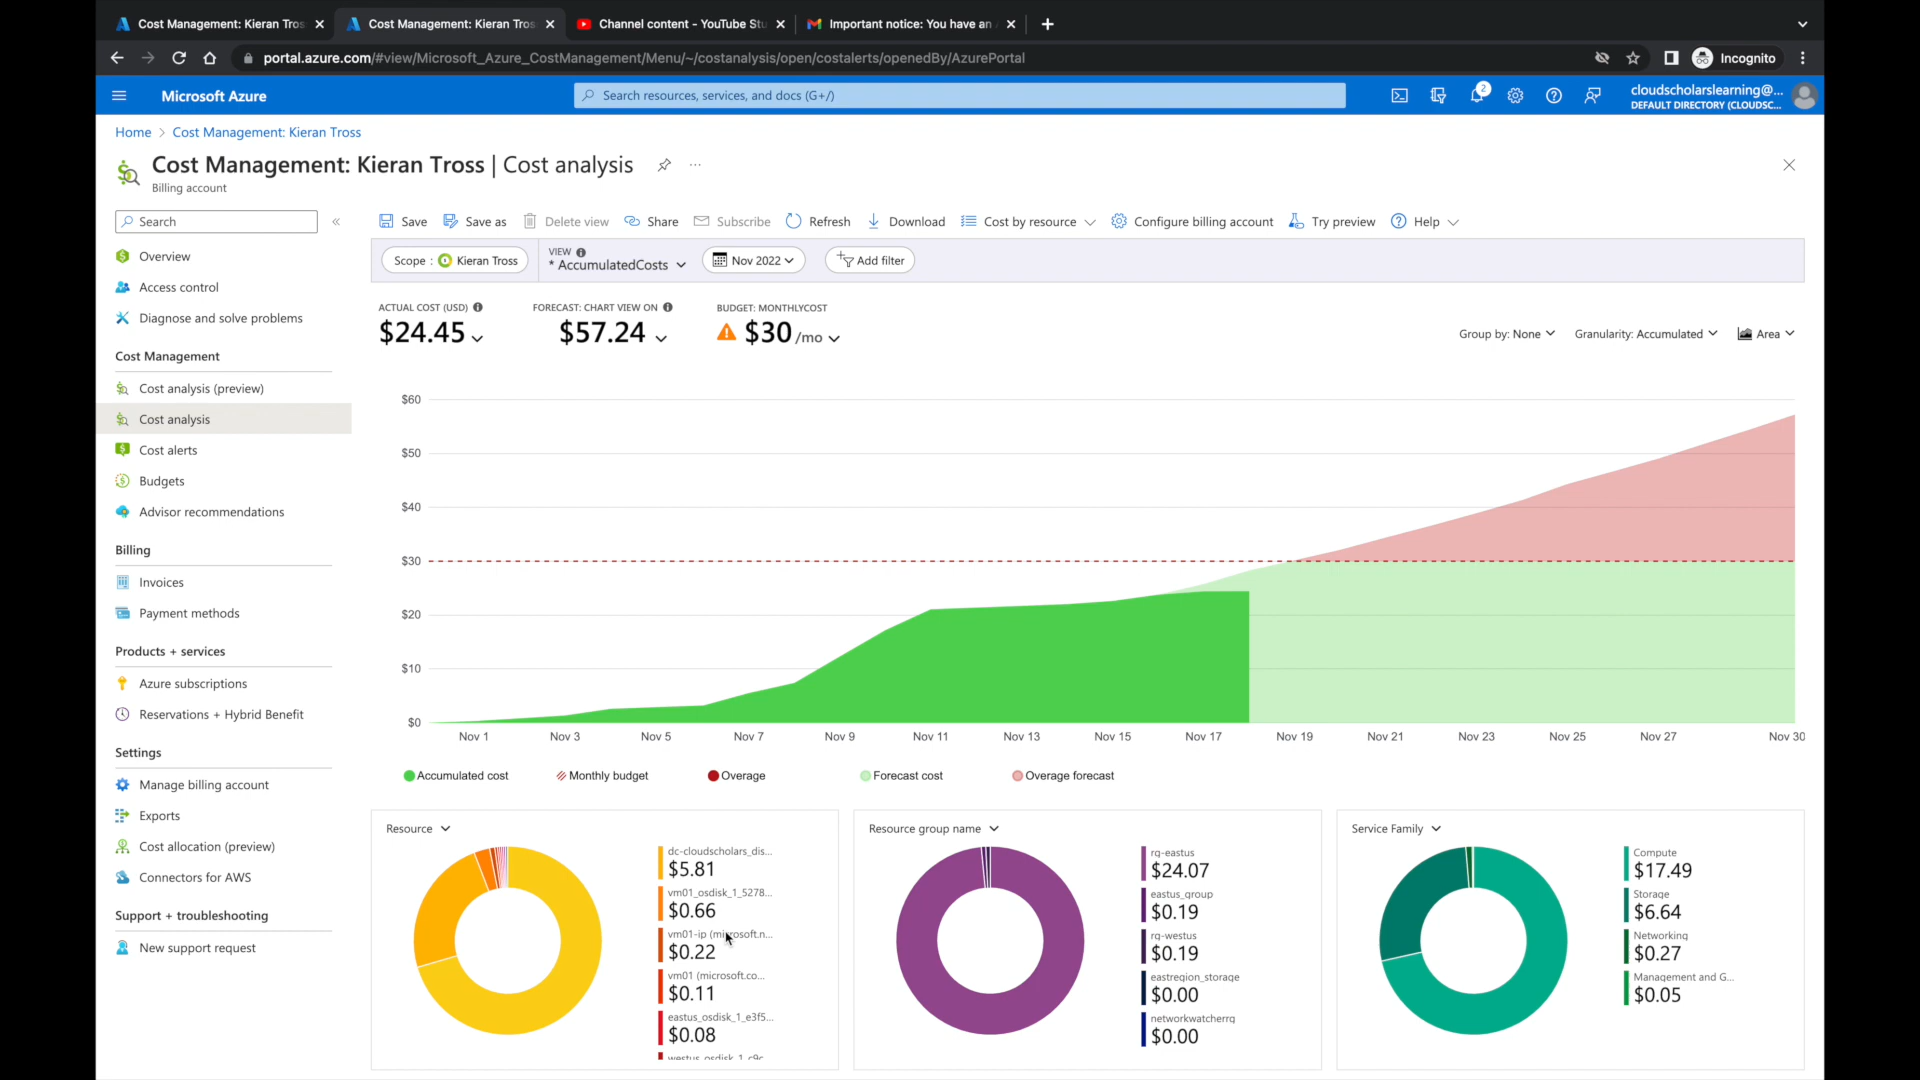 Cost Management: Kieran Tros
Cost Management: Kieran Tros
Channel content - YouTube Stu
Important notice: You have an
portal.azure.com/#view/Microsoft_Azure_CostManagement/Menu/~/costanalysis/open/costalerts/openedBy/AzurePortal
Incognito
Microsoft Azure
Search resources, services, and docs (G+/)
2
cloudscholarslearning@...
DEFAULT DIRECTORY (CLOUDSC...
Home > Cost Management: Kieran Tross
Cost Management: Kieran Tross | Cost analysis
Billing account
Search
Overview
Access control
Diagnose and solve problems
Cost Management
Cost analysis (preview)
Cost analysis
Cost alerts
Budgets
Advisor recommendations
Billing
Invoices
Payment methods
Products + services
Azure subscriptions
Reservations + Hybrid Benefit
Settings
Manage billing account
Exports
Cost allocation (preview)
Connectors for AWS
Support + troubleshooting
New support request
Save
Save as
Delete view
Share
Subscribe
Refresh
Download
Cost by resource
Configure billing account
Try preview
Help
Scope : Kieran Tross
VIEW
* AccumulatedCosts
Nov 2022
Add filter
ACTUAL COST (USD)
$24.45
FORECAST: CHART VIEW ON
$57.24
BUDGET: MONTHLYCOST
$30 /mo
Group by: None
Granularity: Accumulated
Area
$60
$50
$40
$30
$20
$10
$0
Nov 1
Nov 3
Nov 5
Nov 7
Nov 9
Nov 11
Nov 13
Nov 15
Nov 17
Nov 19
Nov 21
Nov 23
Nov 25
Nov 27
Nov 30
Accumulated cost
Monthly budget
Overage
Forecast cost
Overage forecast
Resource
dc-cloudscholars_dis...
$5.81
vm01_osdisk_1_5278...
$0.66
vm01-ip (microsoft.n...
$0.22
vm01 (microsoft.co...
$0.11
eastus_osdisk_1_e3f5...
$0.08
westus_osdisk_1_c9c
Resource group name
rg-eastus
$24.07
eastus_group
$0.19
rg-westus
$0.19
eastregion_storage
$0.00
networkwatcherrg
$0.00
Service Family
Compute
$17.49
Storage
$6.64
Networking
$0.27
Management and G...
$0.05